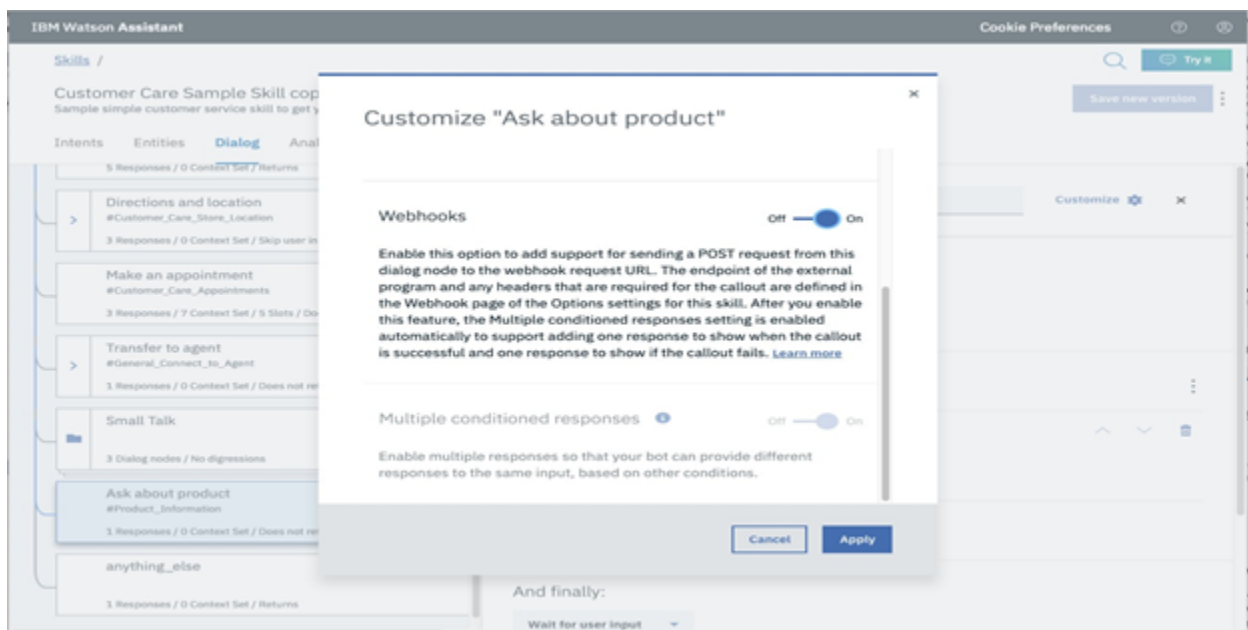 IBM Watson Assistant
Cookie Preferences
Skills /
Try it
Customer Care Sample Skill cop
Sample simple customer service skill to get y
Save new version
Intents Entities Dialog Anal
5 Responses / 0 Context Set / Returns
Directions and location
#Customer_Care_Store_Location
3 Responses / 0 Context Set / Skip user in
Make an appointment
#Customer_Care_Appointments
3 Responses / 7 Context Set / 5 Slots / Do
Transfer to agent
#General_Connect_to_Agent
1 Responses / 0 Context Set / Does not re
Small Talk
3 Dialog nodes / No digressions
Ask about product
#Product_Information
1 Responses / 0 Context Set / Does not re
anything_else
1 Responses / 0 Context Set / Returns
Customize "Ask about product"
Webhooks
Off On
Enable this option to add support for sending a POST request from this
dialog node to the webhook request URL. The endpoint of the external
program and any headers that are required for the callout are defined in
the Webhook page of the Options settings for this skill. After you enable
this feature, the Multiple conditioned responses setting is enabled
automatically to support adding one response to show when the callout
is successful and one response to show if the callout fails. Learn more
Multiple conditioned responses
Off On
Enable multiple responses so that your bot can provide different
responses to the same input, based on other conditions.
Cancel Apply
Customize
And finally:
Wait for user input